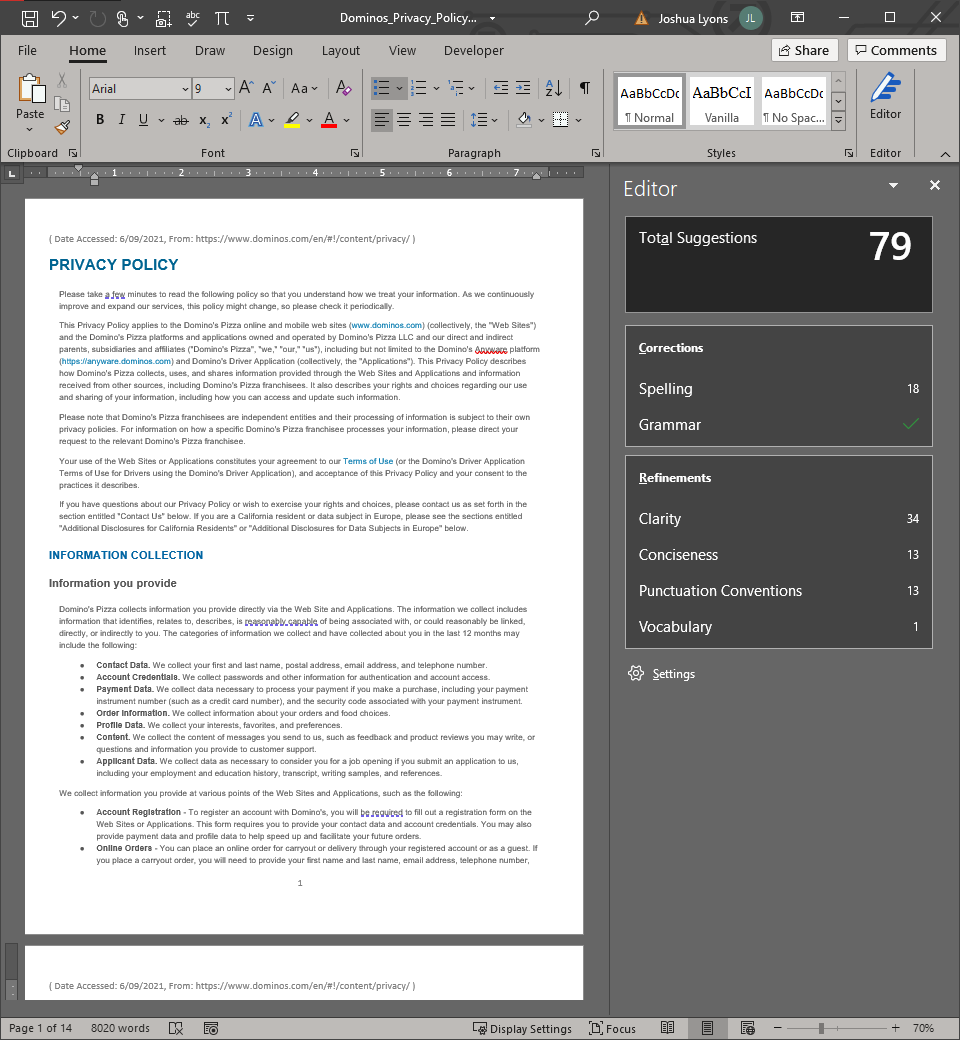 abc
Dominos_Privacy_Policy...
Joshua Lyons
JL
File Home Insert Draw Design Layout View Developer
Share
Comments
Paste
Arial
9
A A Aa A
B I U ab x2 x2 A A
AaBbCcDc
AaBbCcI
AaBbCcDc
¶ Normal
Vanilla
¶ No Spac...
Editor
Clipboard
Font
Paragraph
Styles
Editor
L
1 2 3 4 5 6 7
( Date Accessed: 6/09/2021, From: https://www.dominos.com/en/#!/content/privacy/ )
PRIVACY POLICY
Please take a few minutes to read the following policy so that you understand how we treat your information. As we continuously
improve and expand our services, this policy might change, so please check it periodically.
This Privacy Policy applies to the Domino's Pizza online and mobile web sites (www.dominos.com) (collectively, the "Web Sites")
and the Domino's Pizza platforms and applications owned and operated by Domino's Pizza LLC and our direct and indirect
parents, subsidiaries and affiliates ("Domino's Pizza", "we," "our," "us"), including but not limited to the Domino's Anyware platform
(https://anyware.dominos.com) and Domino's Driver Application (collectively, the "Applications"). This Privacy Policy describes
how Domino's Pizza collects, uses, and shares information provided through the Web Sites and Applications and information
received from other sources, including Domino's Pizza franchisees. It also describes your rights and choices regarding our use
and sharing of your information, including how you can access and update such information.
Please note that Domino's Pizza franchisees are independent entities and their processing of information is subject to their own
privacy policies. For information on how a specific Domino's Pizza franchisee processes your information, please direct your
request to the relevant Domino's Pizza franchisee.
Your use of the Web Sites or Applications constitutes your agreement to our Terms of Use (or the Domino's Driver Application
Terms of Use for Drivers using the Domino's Driver Application), and acceptance of this Privacy Policy and your consent to the
practices it describes.
If you have questions about our Privacy Policy or wish to exercise your rights and choices, please contact us as set forth in the
section entitled "Contact Us" below. If you are a California resident or data subject in Europe, please see the sections entitled
"Additional Disclosures for California Residents" or "Additional Disclosures for Data Subjects in Europe" below.
INFORMATION COLLECTION
Information you provide
Domino's Pizza collects information you provide directly via the Web Site and Applications. The information we collect includes
information that identifies, relates to, describes, is reasonably capable of being associated with, or could reasonably be linked,
directly, or indirectly to you. The categories of information we collect and have collected about you in the last 12 months may
include the following:
• Contact Data. We collect your first and last name, postal address, email address, and telephone number.
• Account Credentials. We collect passwords and other information for authentication and account access.
• Payment Data. We collect data necessary to process your payment if you make a purchase, including your payment
instrument number (such as a credit card number), and the security code associated with your payment instrument.
• Order Information. We collect information about your orders and food choices.
• Profile Data. We collect your interests, favorites, and preferences.
• Content. We collect the content of messages you send to us, such as feedback and product reviews you may write, or
questions and information you provide to customer support.
• Applicant Data. We collect data as necessary to consider you for a job opening if you submit an application to us,
including your employment and education history, transcript, writing samples, and references.
We collect information you provide at various points of the Web Sites and Applications, such as the following:
• Account Registration - To register an account with Domino's, you will be required to fill out a registration form on the
Web Sites or Applications. This form requires you to provide your contact data and account credentials. You may also
provide payment data and profile data to help speed up and facilitate your future orders.
• Online Orders - You can place an online order for carryout or delivery through your registered account or as a guest. If
you place a carryout order, you will need to provide your first name and last name, email address, telephone number,
1
( Date Accessed: 6/09/2021, From: https://www.dominos.com/en/#!/content/privacy/ )
Editor
Total Suggestions 79
Corrections
Spelling 18
Grammar
Refinements
Clarity 34
Conciseness 13
Punctuation Conventions 13
Vocabulary 1
Settings
Page 1 of 14 8020 words Display Settings Focus 70%